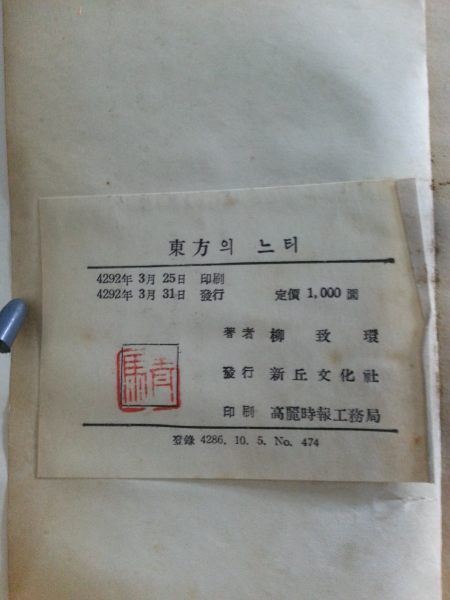 東方의 느티
4292年 3月 25日 印刷
4292年 3月 31日 發行 定價 1,000 圜
著者 柳致環
靑馬
發行 新丘文化社
印刷 高麗時報工務局
登錄 4286. 10. 5. No. 474